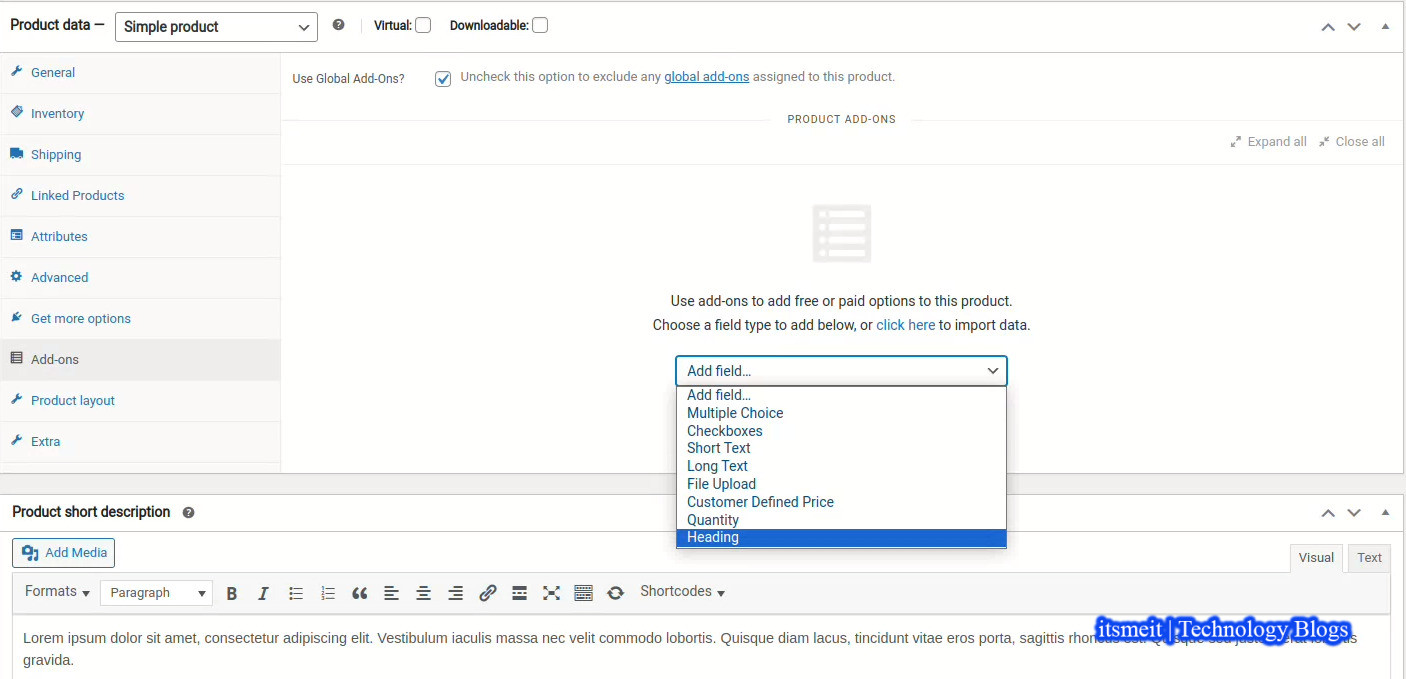 Product data — Simple product Virtual: Downloadable:
General
Inventory
Shipping
Linked Products
Attributes
Advanced
Get more options
Add-ons
Product layout
Extra
Use Global Add-Ons? Uncheck this option to exclude any global add-ons assigned to this product.
PRODUCT ADD-ONS
Expand all Close all
Use add-ons to add free or paid options to this product.
Choose a field type to add below, or click here to import data.
Add field...
Add field...
Multiple Choice
Checkboxes
Short Text
Long Text
File Upload
Customer Defined Price
Quantity
Heading
Product short description
Add Media
Visual Text
Formats Paragraph B I Shortcodes
Lorem ipsum dolor sit amet, consectetur adipiscing elit. Vestibulum iaculis massa nec velit commodo lobortis. Quisque diam lacus, tincidunt vitae eros porta, sagittis
gravida.
itsmeit | Technology Blogs